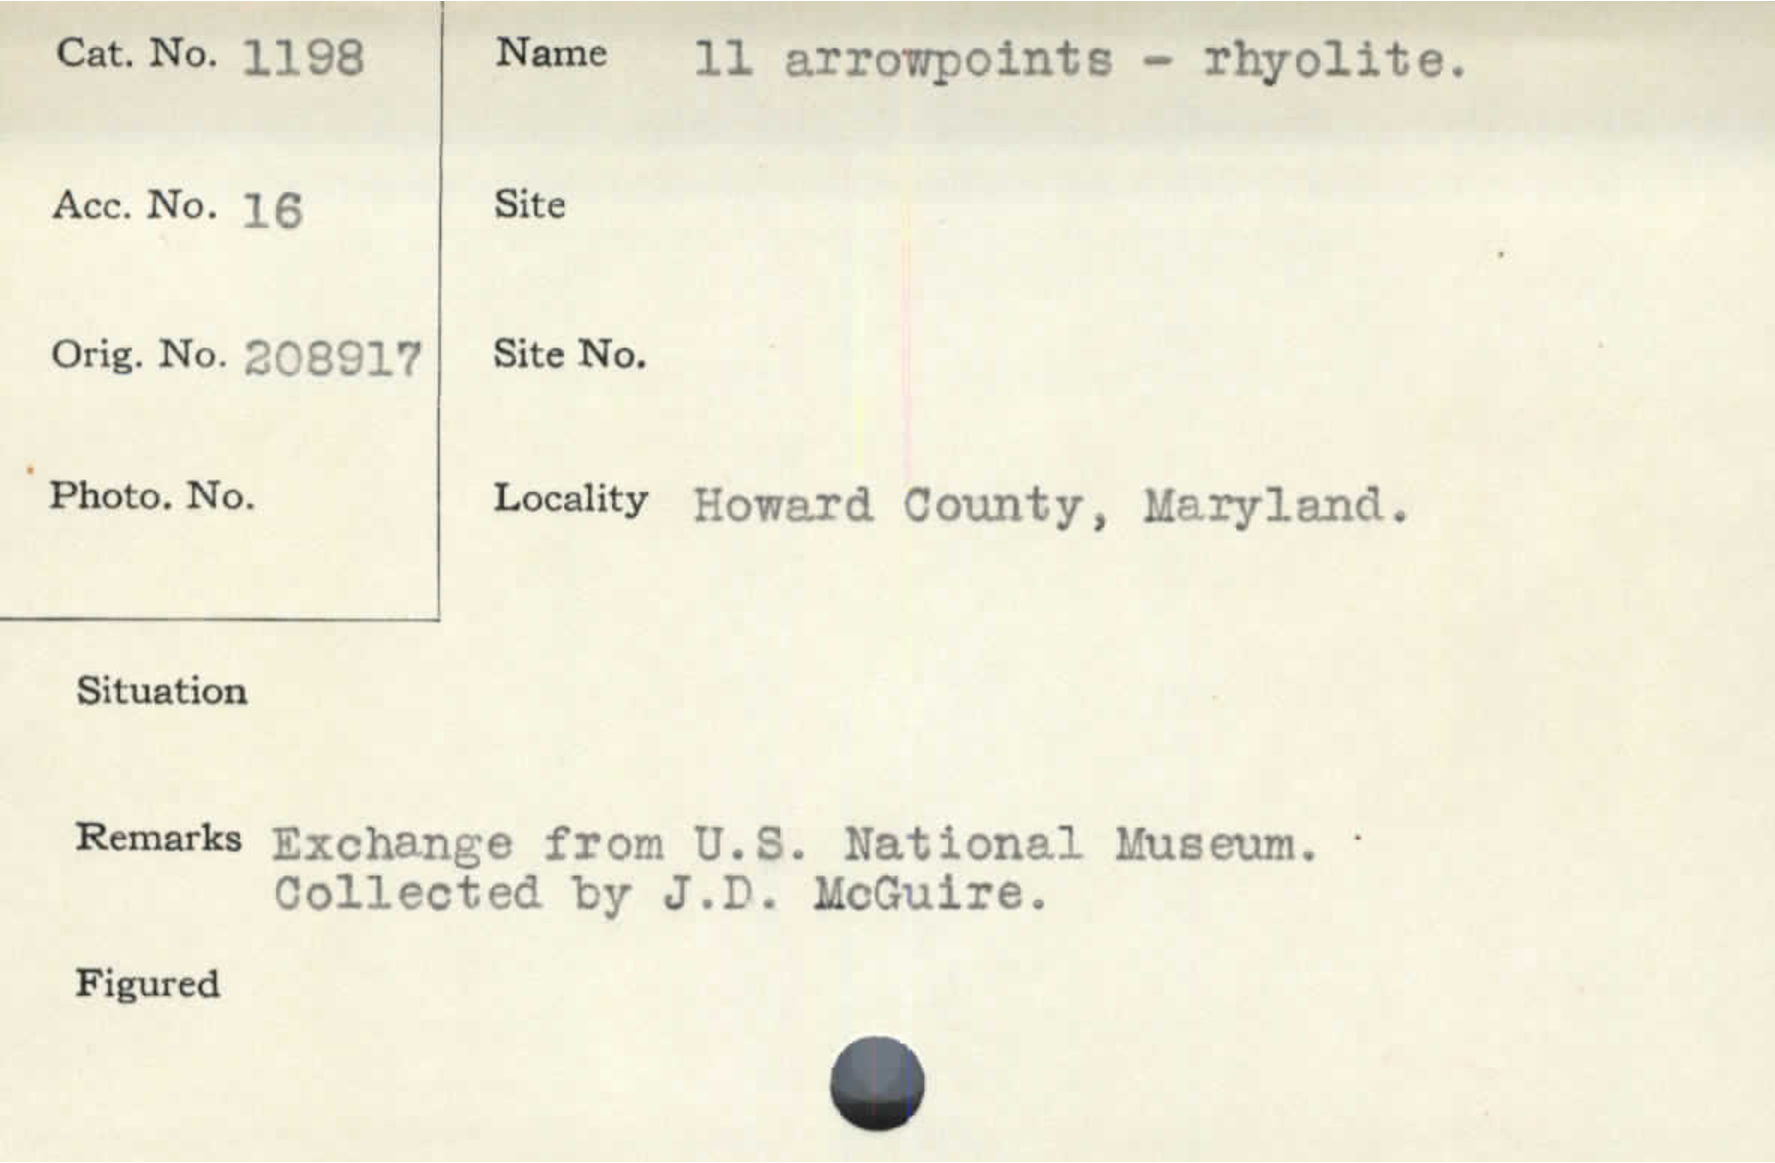 Cat. No. 1198
Name 11 arrowpoints - rhyolite.
Acc. No. 16
Site
Orig. No. 208917
Site No.
Photo. No.
Locality Howard County, Maryland.
Situation
Remarks Exchange from U.S. National Museum.
Collected by J.D. McGuire.
Figured